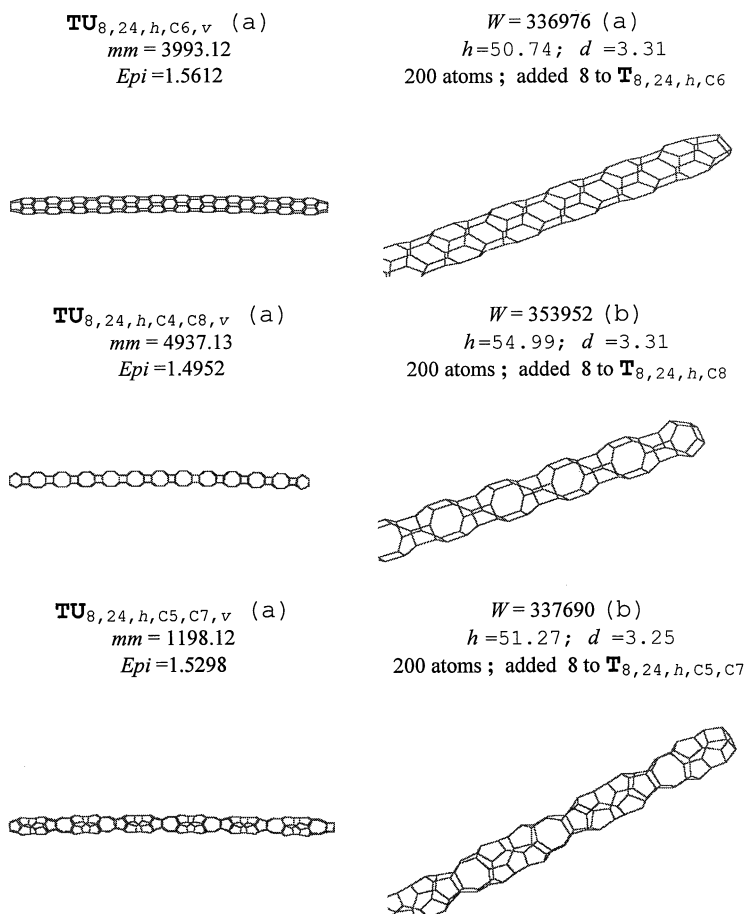 TU8,24,h,C6,v (a)
mm = 3993.12
Epi =1.5612
W = 336976 (a)
h=50.74; d =3.31
200 atoms ; added 8 to T8,24,h,C6
TU8,24,h,C4,C8,v (a)
mm = 4937.13
Epi =1.4952
W = 353952 (b)
h=54.99; d =3.31
200 atoms ; added 8 to T8,24,h,C8
TU8,24,h,C5,C7,v (a)
mm = 1198.12
Epi =1.5298
W = 337690 (b)
h =51.27; d =3.25
200 atoms ; added 8 to T8,24,h,C5,C7